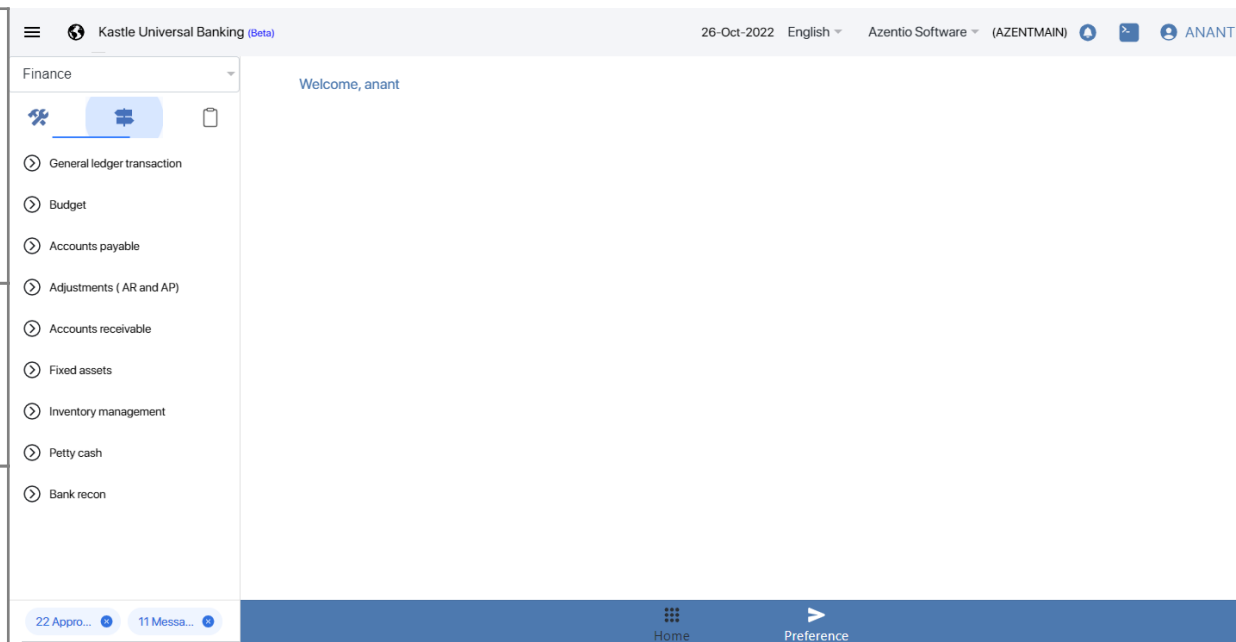 Kastle Universal Banking (Beta)
26-Oct-2022 English Azentio Software (AZENTMAIN) ANANT
Finance
Welcome, anant
General ledger transaction
Budget
Accounts payable
Adjustments ( AR and AP)
Accounts receivable
Fixed assets
Inventory management
Petty cash
Bank recon
22 Appro... 11 Messa...
Home Preference